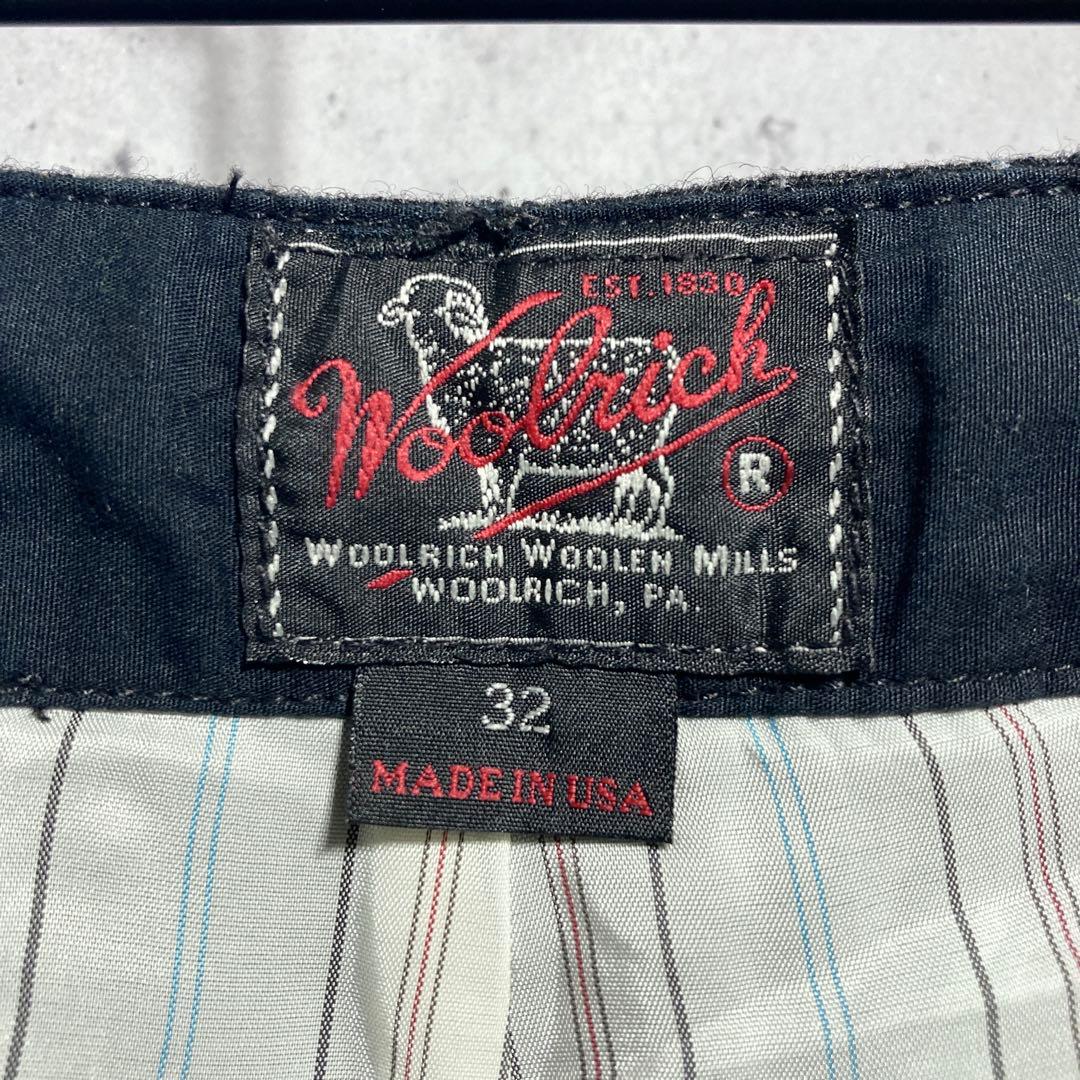 EST.1830
Woolrich
R
WOOLRICH WOOLEN MILLS
WOOLRICH, PA.
32
MADE IN USA